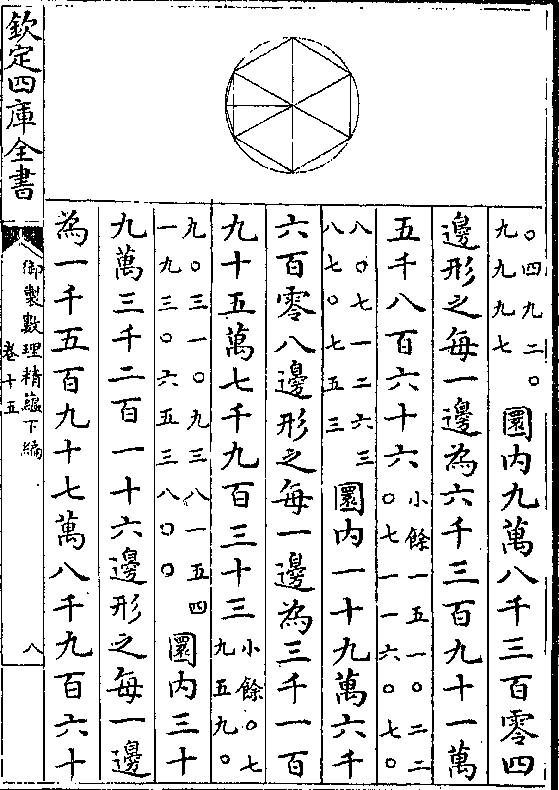 〇四九二〇
九九九七
圜内九萬八千三百零四
邊形之每一邊為六千三百九十一萬
五千八百六十六
小餘一五一〇二二
〇七一一六〇七〇
八〇七一二六三
八七〇七五三
圜内一十九萬六千
六百零八邊形之每一邊為三千一百
九十五萬七千九百三十三
小餘〇七
九五九〇
九〇三一〇九三八一五四
一九三〇六五三八〇〇
圜内三十
九萬三千二百一十六邊形之每一邊
為一千五百九十七萬八千九百六十
欽定四庫全書
御製數理精藴下編
卷十五
八